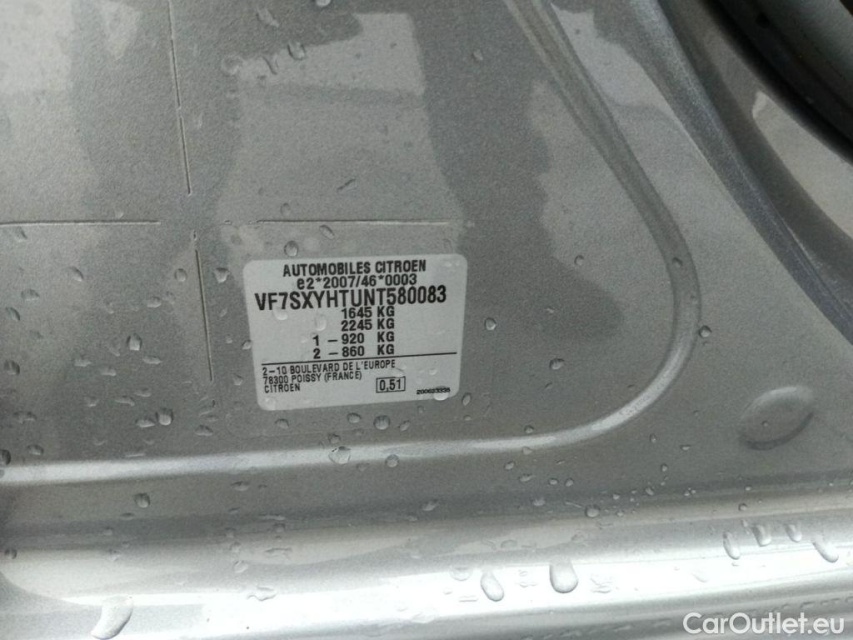 AUTOMOBILES CITROEN
e2*2007/46*0003
VF7SXYHTUNT580083
1645 KG
2245 KG
1 - 920 KG
2 - 860 KG
2-10 BOULEVARD DE L'EUROPE
78300 POISSY (FRANCE)
CITROEN
0,51
CarOutlet.eu